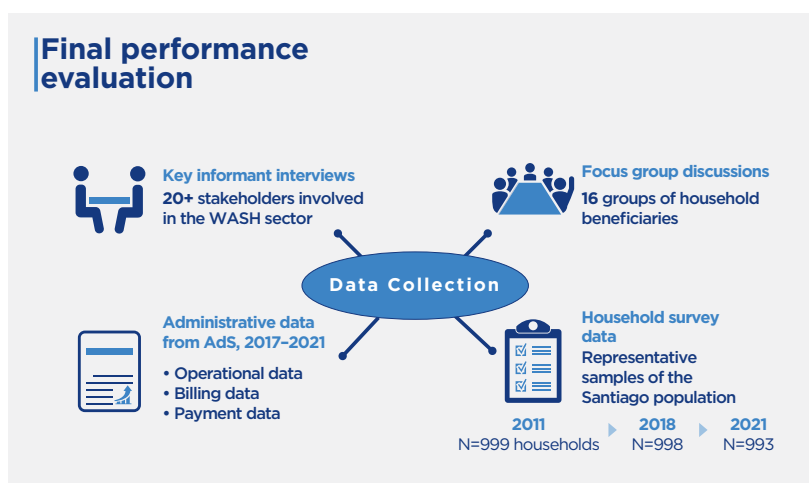 Final performance
evaluation
Key informant interviews
20+ stakeholders involved
in the WASH sector
Focus group discussions
16 groups of household
beneficiaries
Data Collection
Administrative data
from AdS, 2017–2021
• Operational data
• Billing data
• Payment data
Household survey
data
Representative
samples of the
Santiago population
2011
N=999 households
2018
N=998
2021
N=993